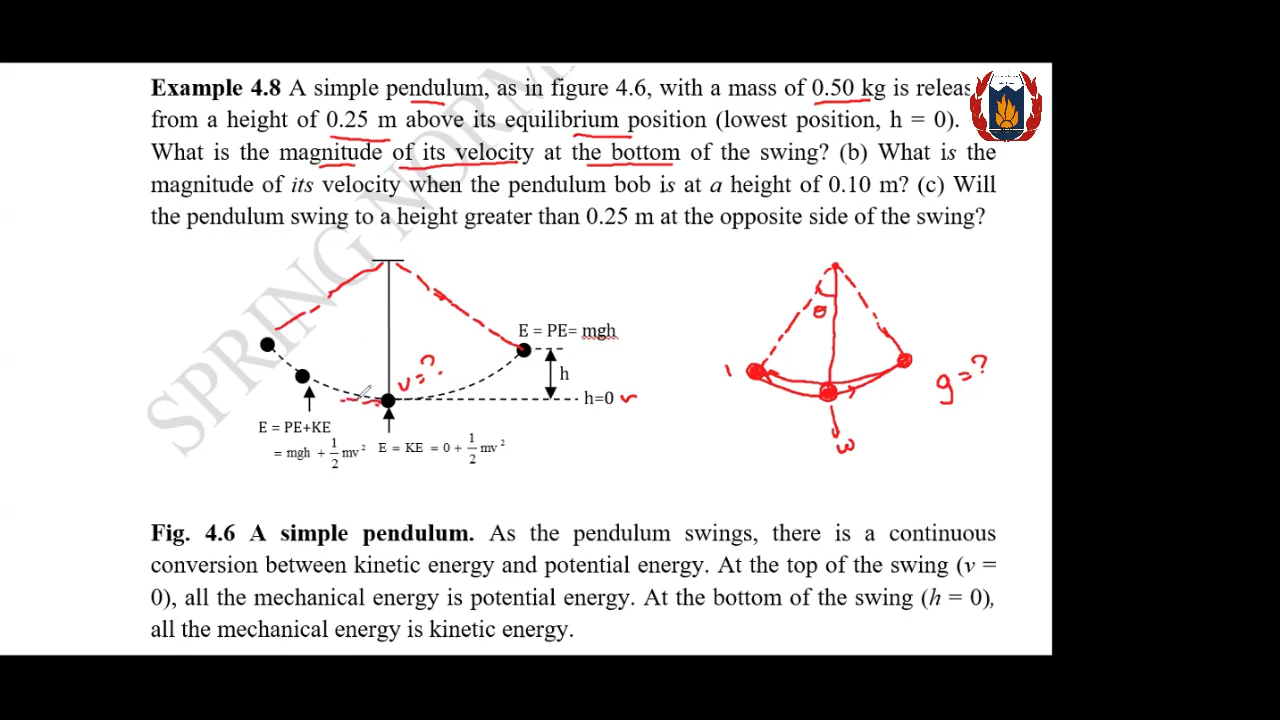 Example 4.8 A simple pendulum, as in figure 4.6, with a mass of 0.50 kg is releas
from a height of 0.25 m above its equilibrium position (lowest position, h = 0).
What is the magnitude of its velocity at the bottom of the swing? (b) What is the
magnitude of its velocity when the pendulum bob is at a height of 0.10 m? (c) Will
the pendulum swing to a height greater than 0.25 m at the opposite side of the swing?
SPRING NORM
E = PE= mgh
θ
v=?
h
g=?
h=0
E = PE+KE
= mgh + 1/2 mv²
E = KE = 0 + 1/2 mv²
w
Fig. 4.6 A simple pendulum. As the pendulum swings, there is a continuous
conversion between kinetic energy and potential energy. At the top of the swing (v =
0), all the mechanical energy is potential energy. At the bottom of the swing (h = 0),
all the mechanical energy is kinetic energy.